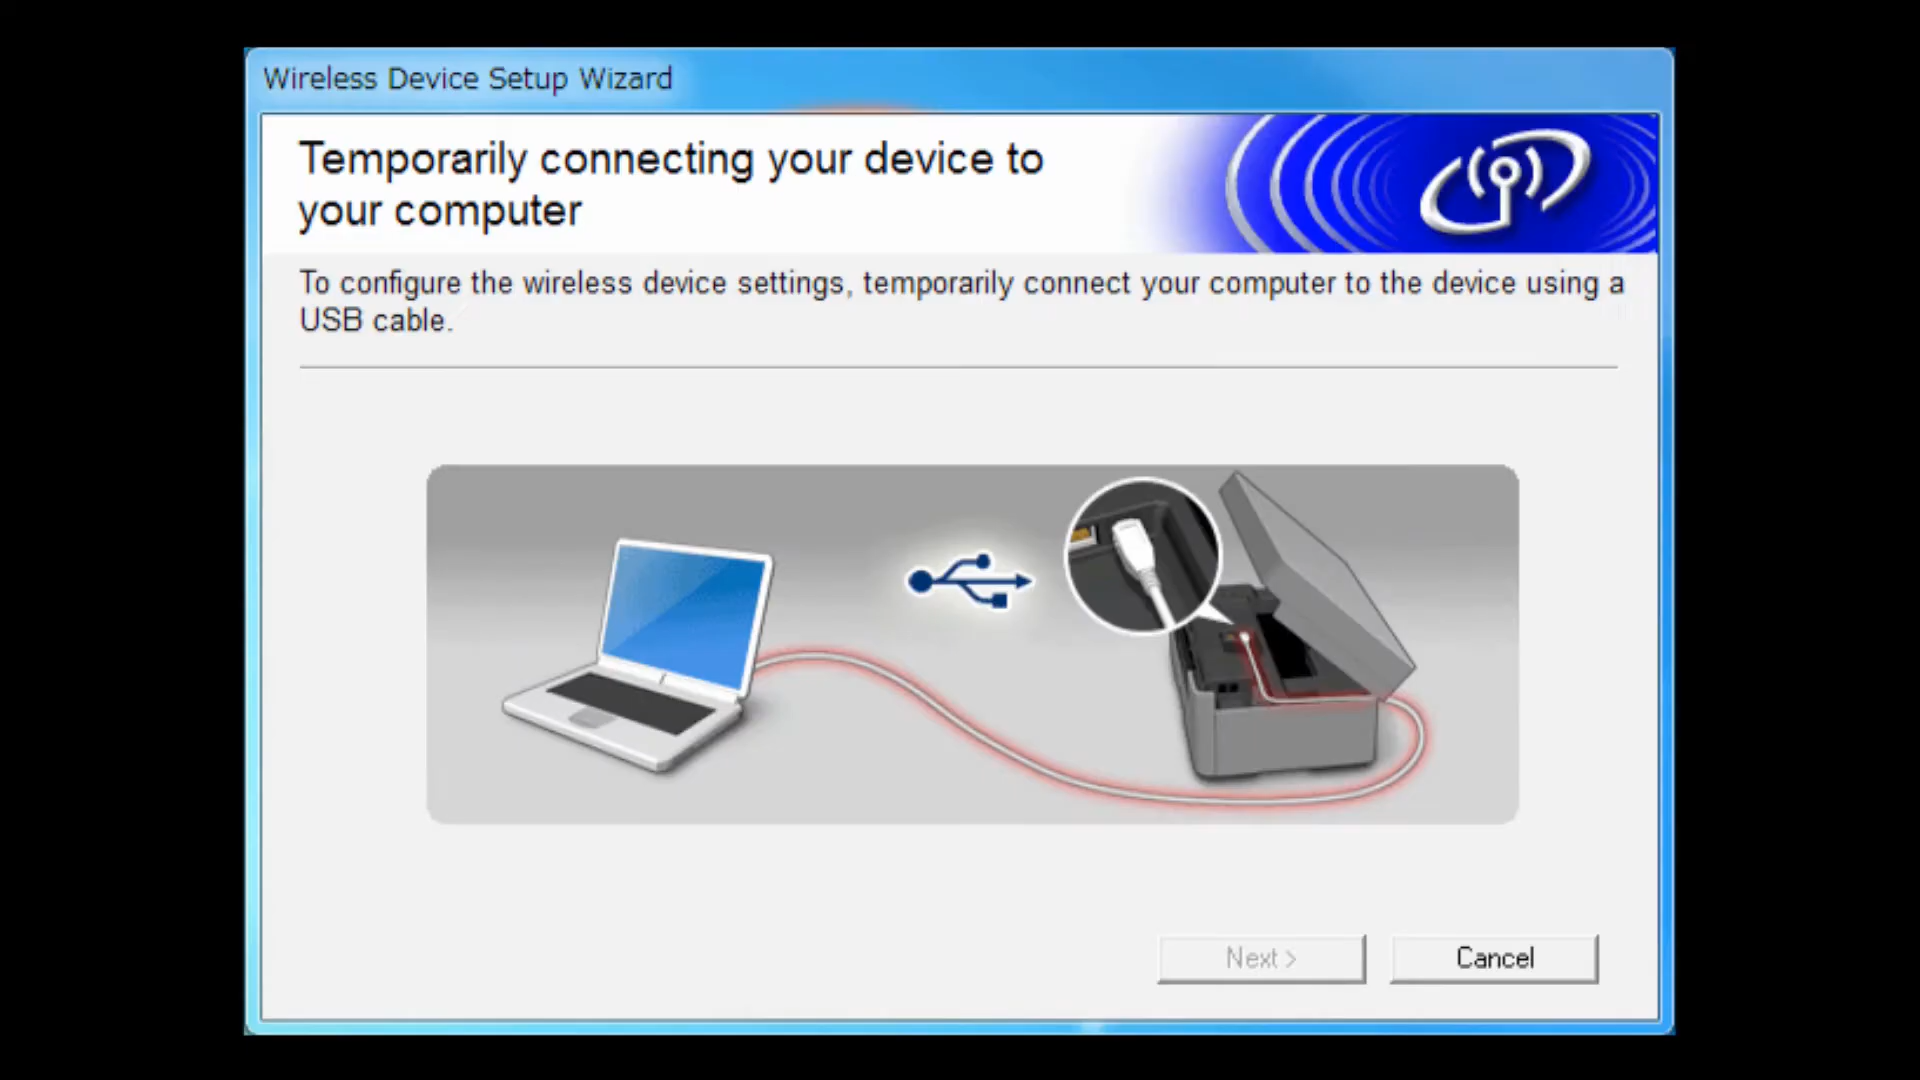 Wireless Device Setup Wizard
Temporarily connecting your device to
your computer
To configure the wireless device settings, temporarily connect your computer to the device using a
USB cable.
Next >
Cancel